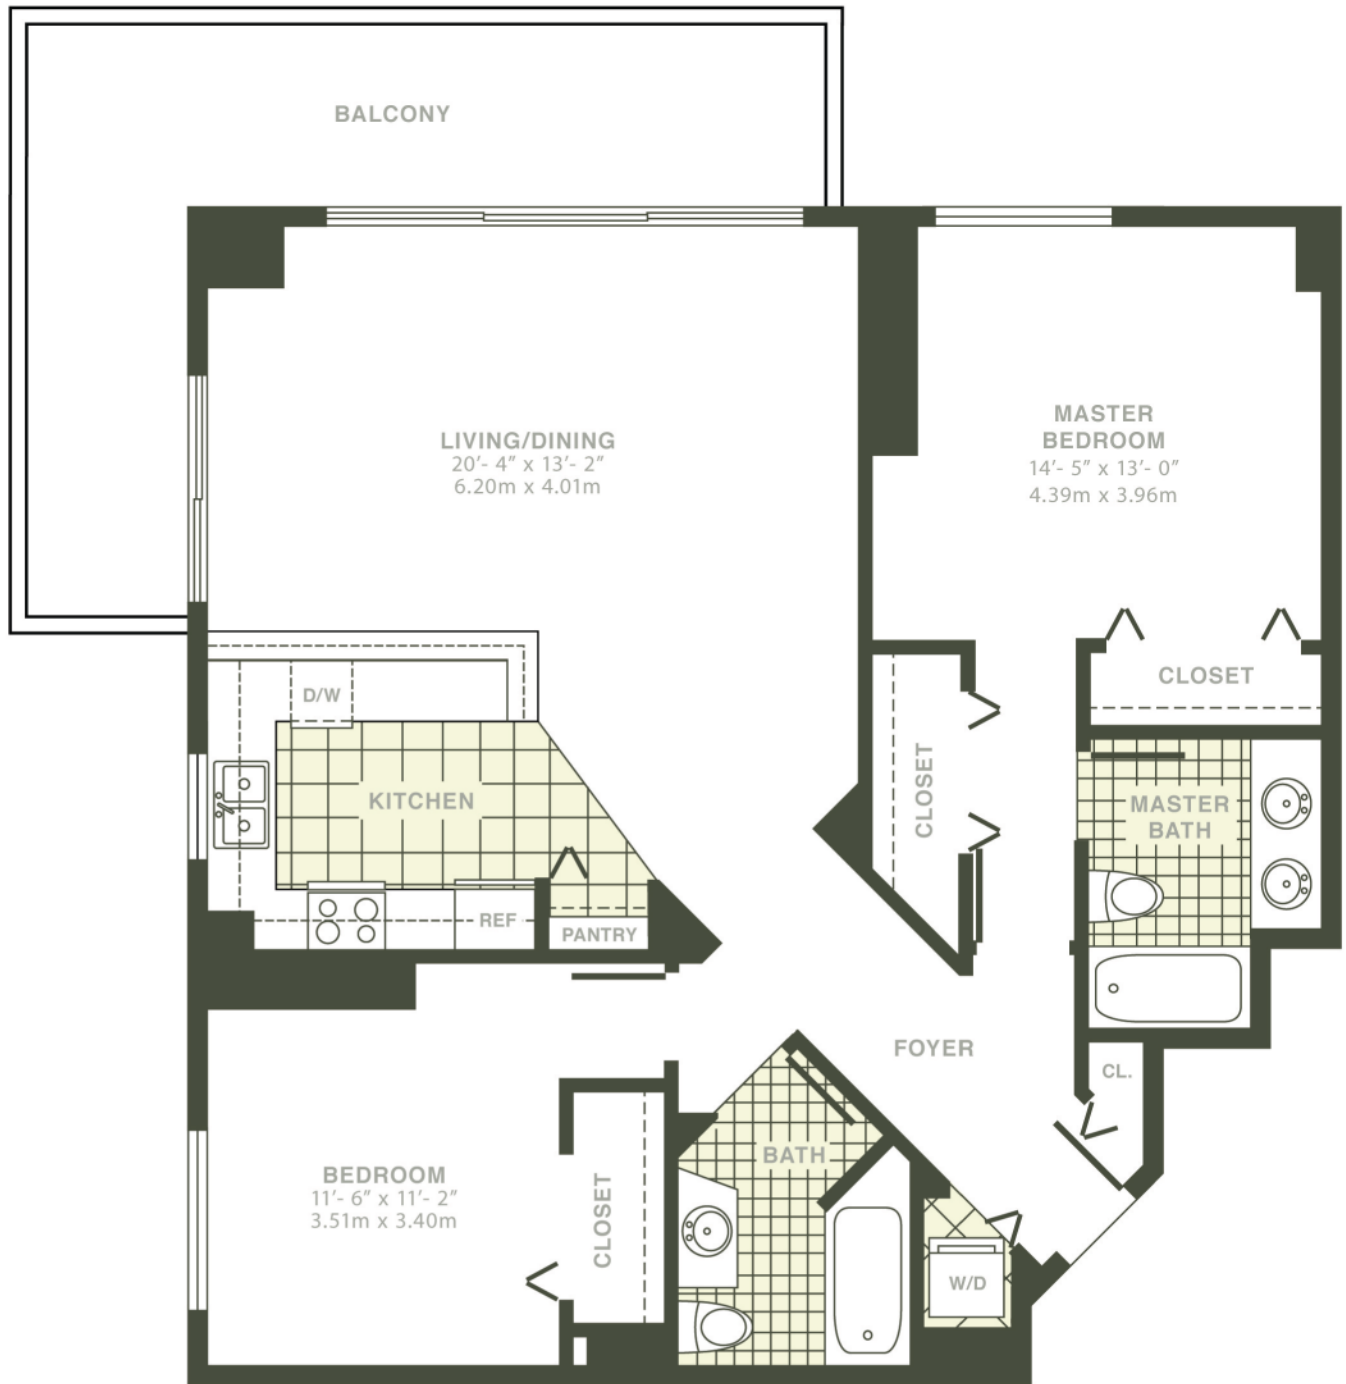 BALCONY
LIVING/DINING
20'- 4" x 13'- 2"
6.20m x 4.01m
MASTER
BEDROOM
14'- 5" x 13'- 0"
4.39m x 3.96m
CLOSET
D/W
CLOSET
KITCHEN
MASTER
BATH
REF
PANTRY
FOYER
CL.
BATH
BEDROOM
11'- 6" x 11'- 2"
3.51m x 3.40m
CLOSET
W/D